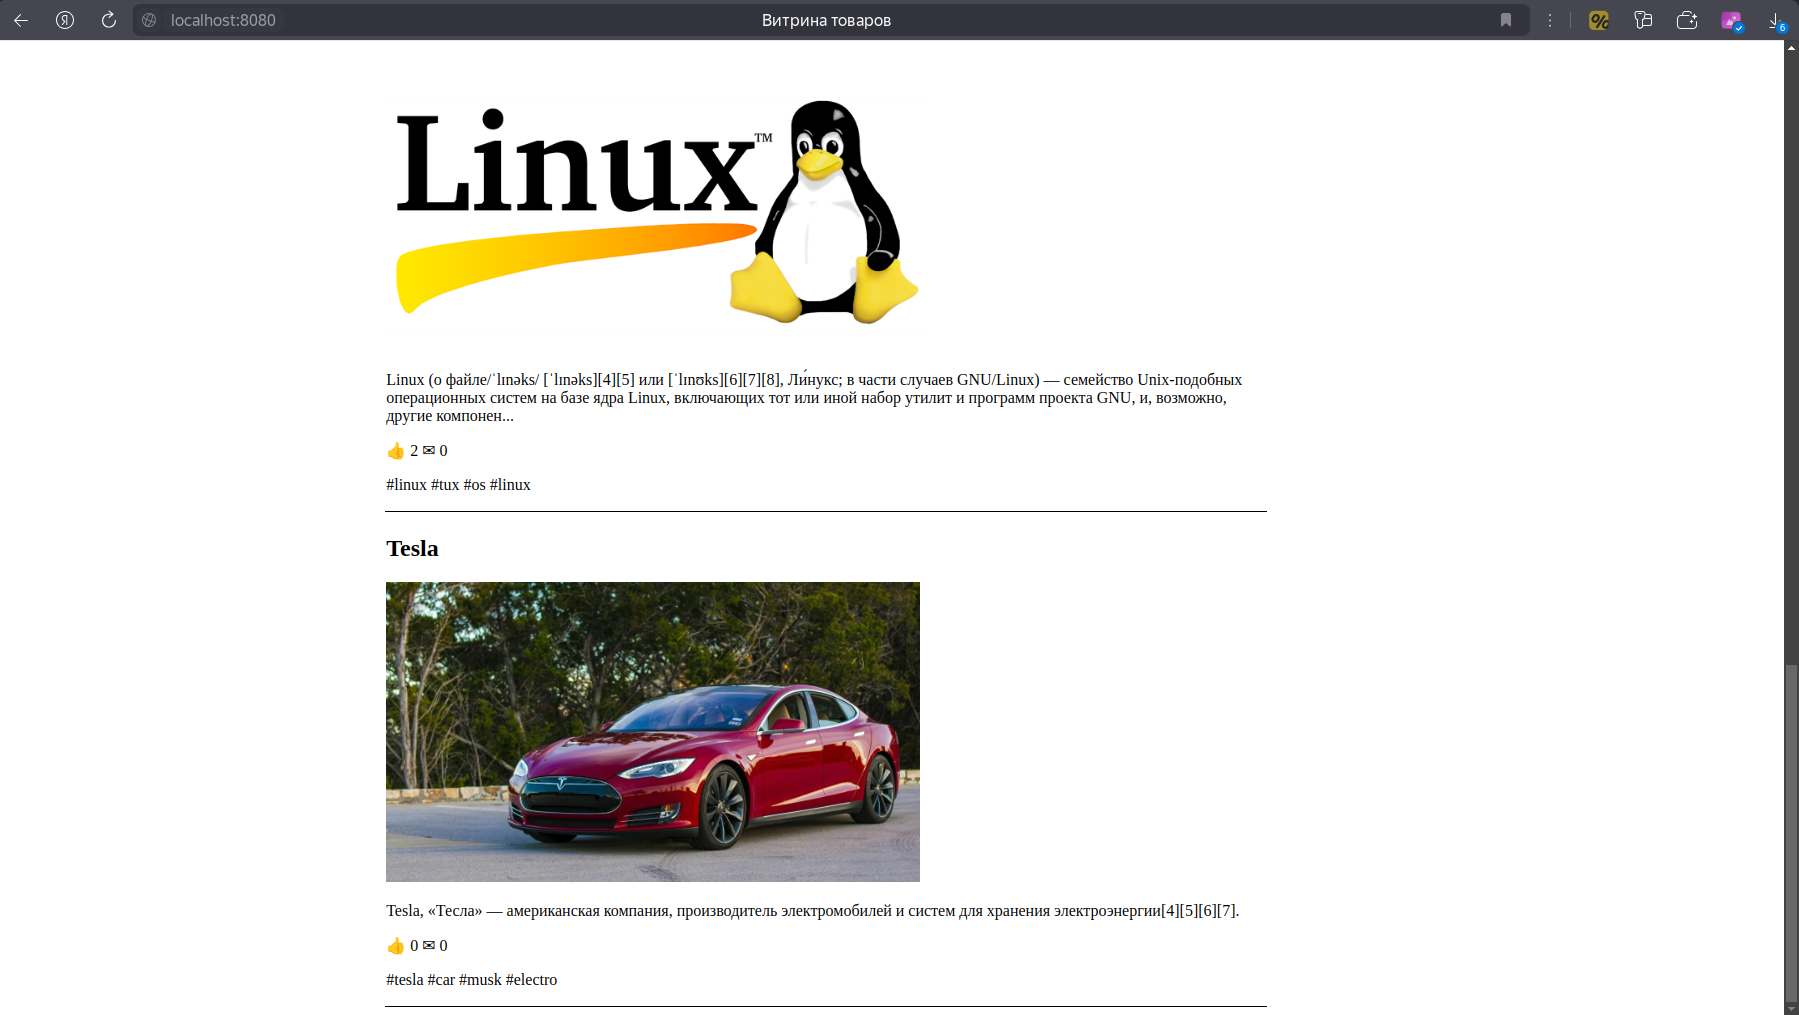 localhost:8080
Витрина товаров
6
Linux™
Linux (о файле/ˈlɪnəks/ [ˈlɪnəks][4][5] или [ˈlɪnʊks][6][7][8], Ли́нукс; в части случаев GNU/Linux) — семейство Unix-подобных
операционных систем на базе ядра Linux, включающих тот или иной набор утилит и программ проекта GNU, и, возможно,
другие компонен...
👍 2 ✉ 0
#linux #tux #os #linux
Tesla
Tesla, «Тесла» — американская компания, производитель электромобилей и систем для хранения электроэнергии[4][5][6][7].
👍 0 ✉ 0
#tesla #car #musk #electro